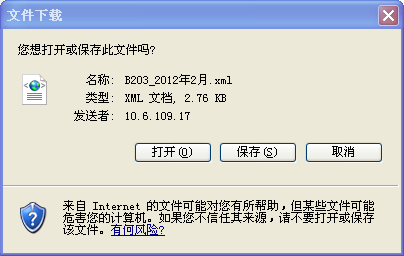 文件下载
您想打开或保存此文件吗?
名称: B203_2012年2月.xml
类型: XML 文档, 2.76 KB
发送者: 10.6.109.17
打开(O) 保存(S) 取消
来自 Internet 的文件可能对您有所帮助,但某些文件可能
危害您的计算机。如果您不信任其来源,请不要打开或保存
该文件。有何风险?